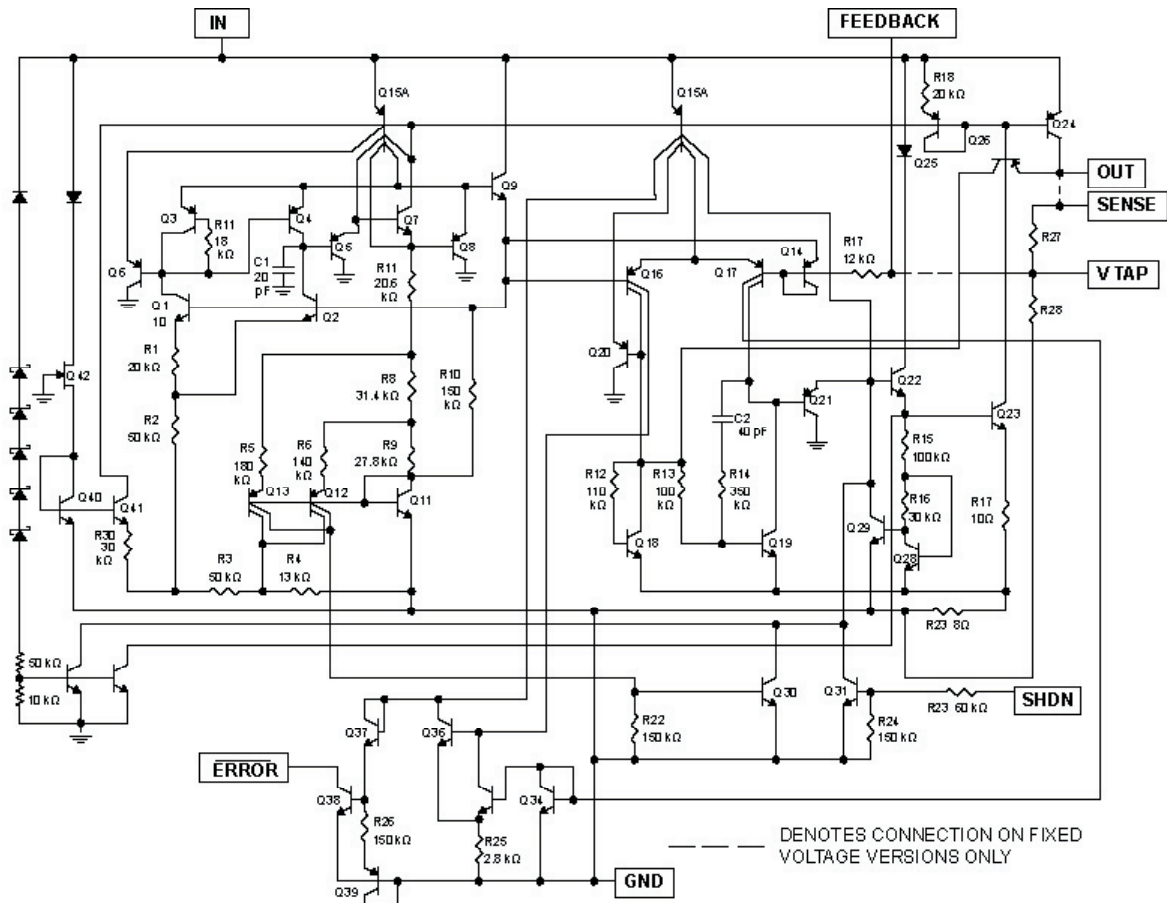 IN
FEEDBACK
Q15A
Q15A
R18
20 kΩ
Q24
Q26
Q25
OUT
SENSE
Q3
R11
18
kΩ
Q4
Q9
Q7
Q6
Q8
Q14
R17
12 kΩ
R27
V TAP
Q6
C1
20
pF
R11
20.6
kΩ
Q16
Q17
R28
Q1
10
Q2
Q42
R1
20 kΩ
R8
31.4 kΩ
R10
150
kΩ
Q20
Q21
Q22
Q23
R2
50 kΩ
R5
180
kΩ
R6
140
kΩ
R9
27.8 kΩ
C2
40 pF
R15
100 kΩ
R12
110
kΩ
R13
100
kΩ
R14
350
kΩ
R16
30 kΩ
R17
10Ω
Q40
Q41
Q13
Q12
Q11
R30
30
kΩ
Q18
Q19
Q29
Q28
R3
50 kΩ
R4
13 kΩ
R23 8Ω
50 kΩ
10 kΩ
Q30
Q31
R23 60 kΩ
SHDN
R22
150 kΩ
R24
150 kΩ
Q37
Q36
ERROR
Q38
Q34
R26
150 kΩ
R25
2.8 kΩ
Q39
GND
DENOTES CONNECTION ON FIXED
VOLTAGE VERSIONS ONLY